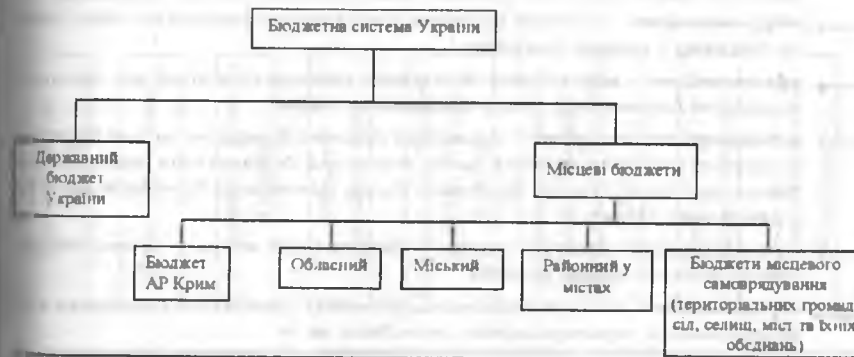 Бюджетна система України
Державний
бюджет
України
Місцеві бюджети
Бюджет
АР Крим
Обласний
Міський
Районний у
містах
Бюджети місцевого
самоврядування
(територіальних громад
сіл, селищ, міст та їхніх
обєднань)